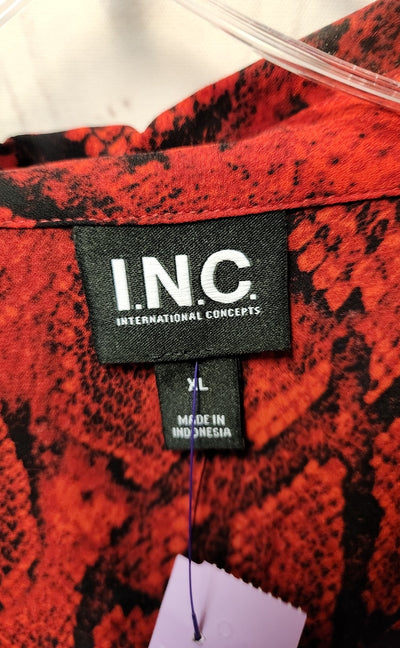 I.N.C.
INTERNATIONAL CONCEPTS
XL
MADE IN
INDONESIA